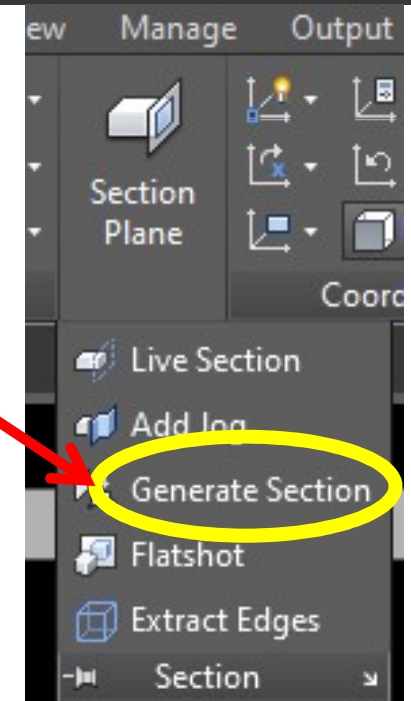 ew Manage Output
Section
Plane
Coord
Live Section
Add Jog
Generate Section
Flatshot
Extract Edges
Section